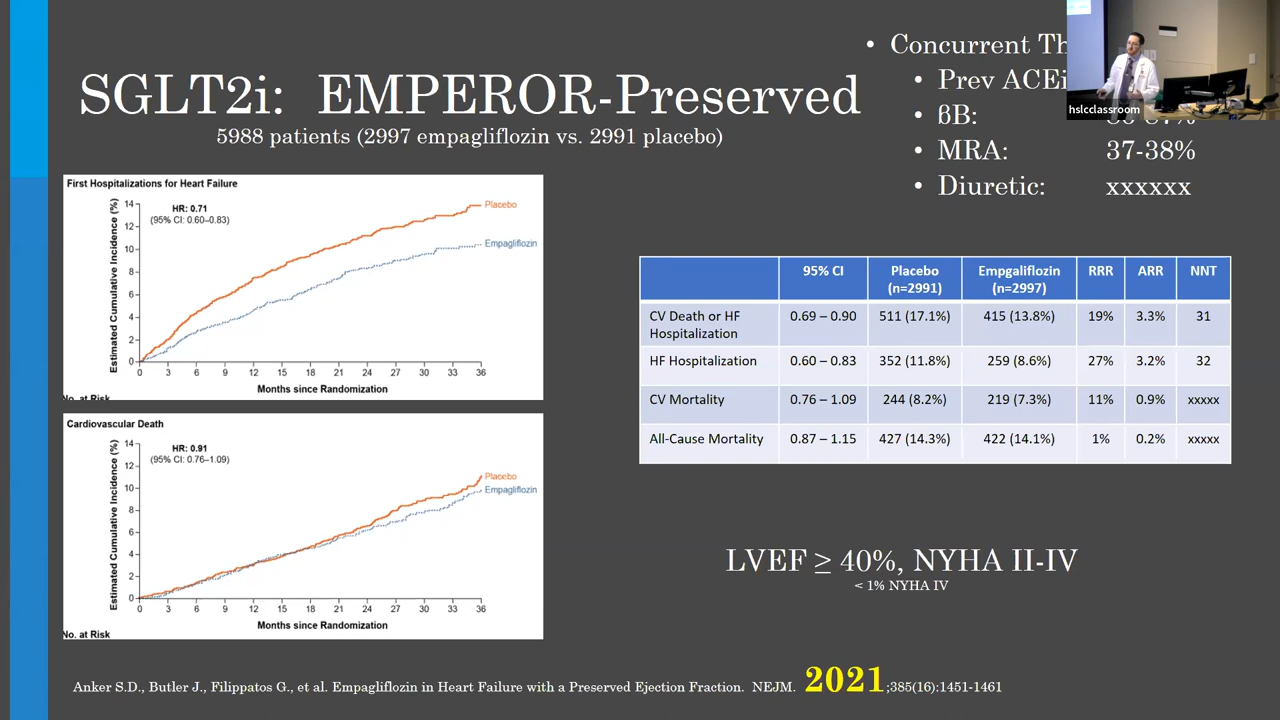 SGLT2i: EMPEROR-Preserved
5988 patients (2997 empagliflozin vs. 2991 placebo)
• Concurrent
• Prev ACEi
• βB:
• MRA: 37-38%
• Diuretic: xxxxxx
hslcclassroom
First Hospitalizations for Heart Failure
HR: 0.71
(95% CI: 0.60–0.83)
Placebo
Empagliflozin
Estimated Cumulative Incidence (%)
14
12
10
8
6
4
2
0
0 3 6 9 12 15 18 21 24 27 30 33 36
Months since Randomization
No. at Risk
Cardiovascular Death
HR: 0.91
(95% CI: 0.76–1.09)
Placebo
Empagliflozin
Estimated Cumulative Incidence (%)
14
12
10
8
6
4
2
0
0 3 6 9 12 15 18 21 24 27 30 33 36
Months since Randomization
No. at Risk
95% CI Placebo (n=2991) Empgaliflozin (n=2997) RRR ARR NNT
CV Death or HF Hospitalization 0.69 – 0.90 511 (17.1%) 415 (13.8%) 19% 3.3% 31
HF Hospitalization 0.60 – 0.83 352 (11.8%) 259 (8.6%) 27% 3.2% 32
CV Mortality 0.76 – 1.09 244 (8.2%) 219 (7.3%) 11% 0.9% xxxxx
All-Cause Mortality 0.87 – 1.15 427 (14.3%) 422 (14.1%) 1% 0.2% xxxxx
LVEF ≥ 40%, NYHA II-IV
< 1% NYHA IV
Anker S.D., Butler J., Filippatos G., et al. Empagliflozin in Heart Failure with a Preserved Ejection Fraction. NEJM. 2021;385(16):1451-1461